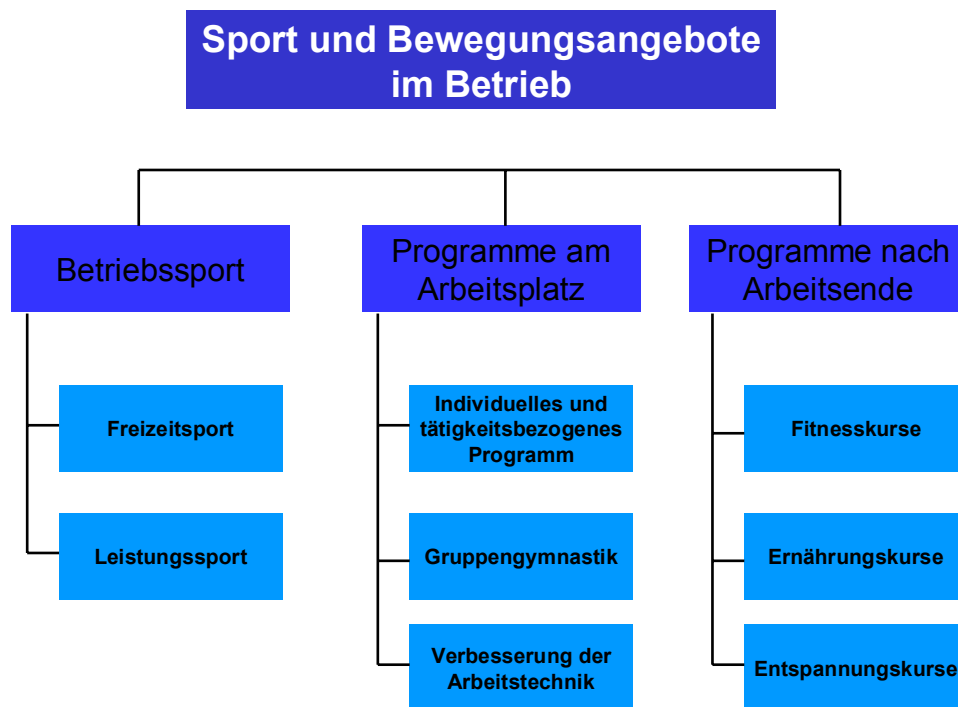 Sport und Bewegungsangebote
im Betrieb
Betriebssport
Freizeitsport
Leistungssport
Programme am
Arbeitsplatz
Individuelles und
tätigkeitsbezogenes
Programm
Gruppengymnastik
Verbesserung der
Arbeitstechnik
Programme nach
Arbeitsende
Fitnesskurse
Ernährungskurse
Entspannungskurse